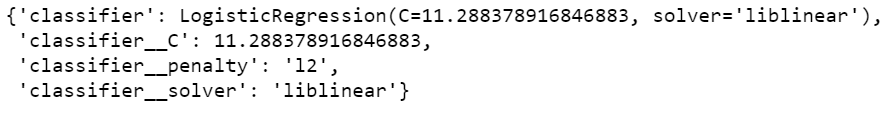 {'classifier': LogisticRegression(C=11.288378916846883, solver='liblinear'),
 'classifier__C': 11.288378916846883,
 'classifier__penalty': 'l2',
 'classifier__solver': 'liblinear'}